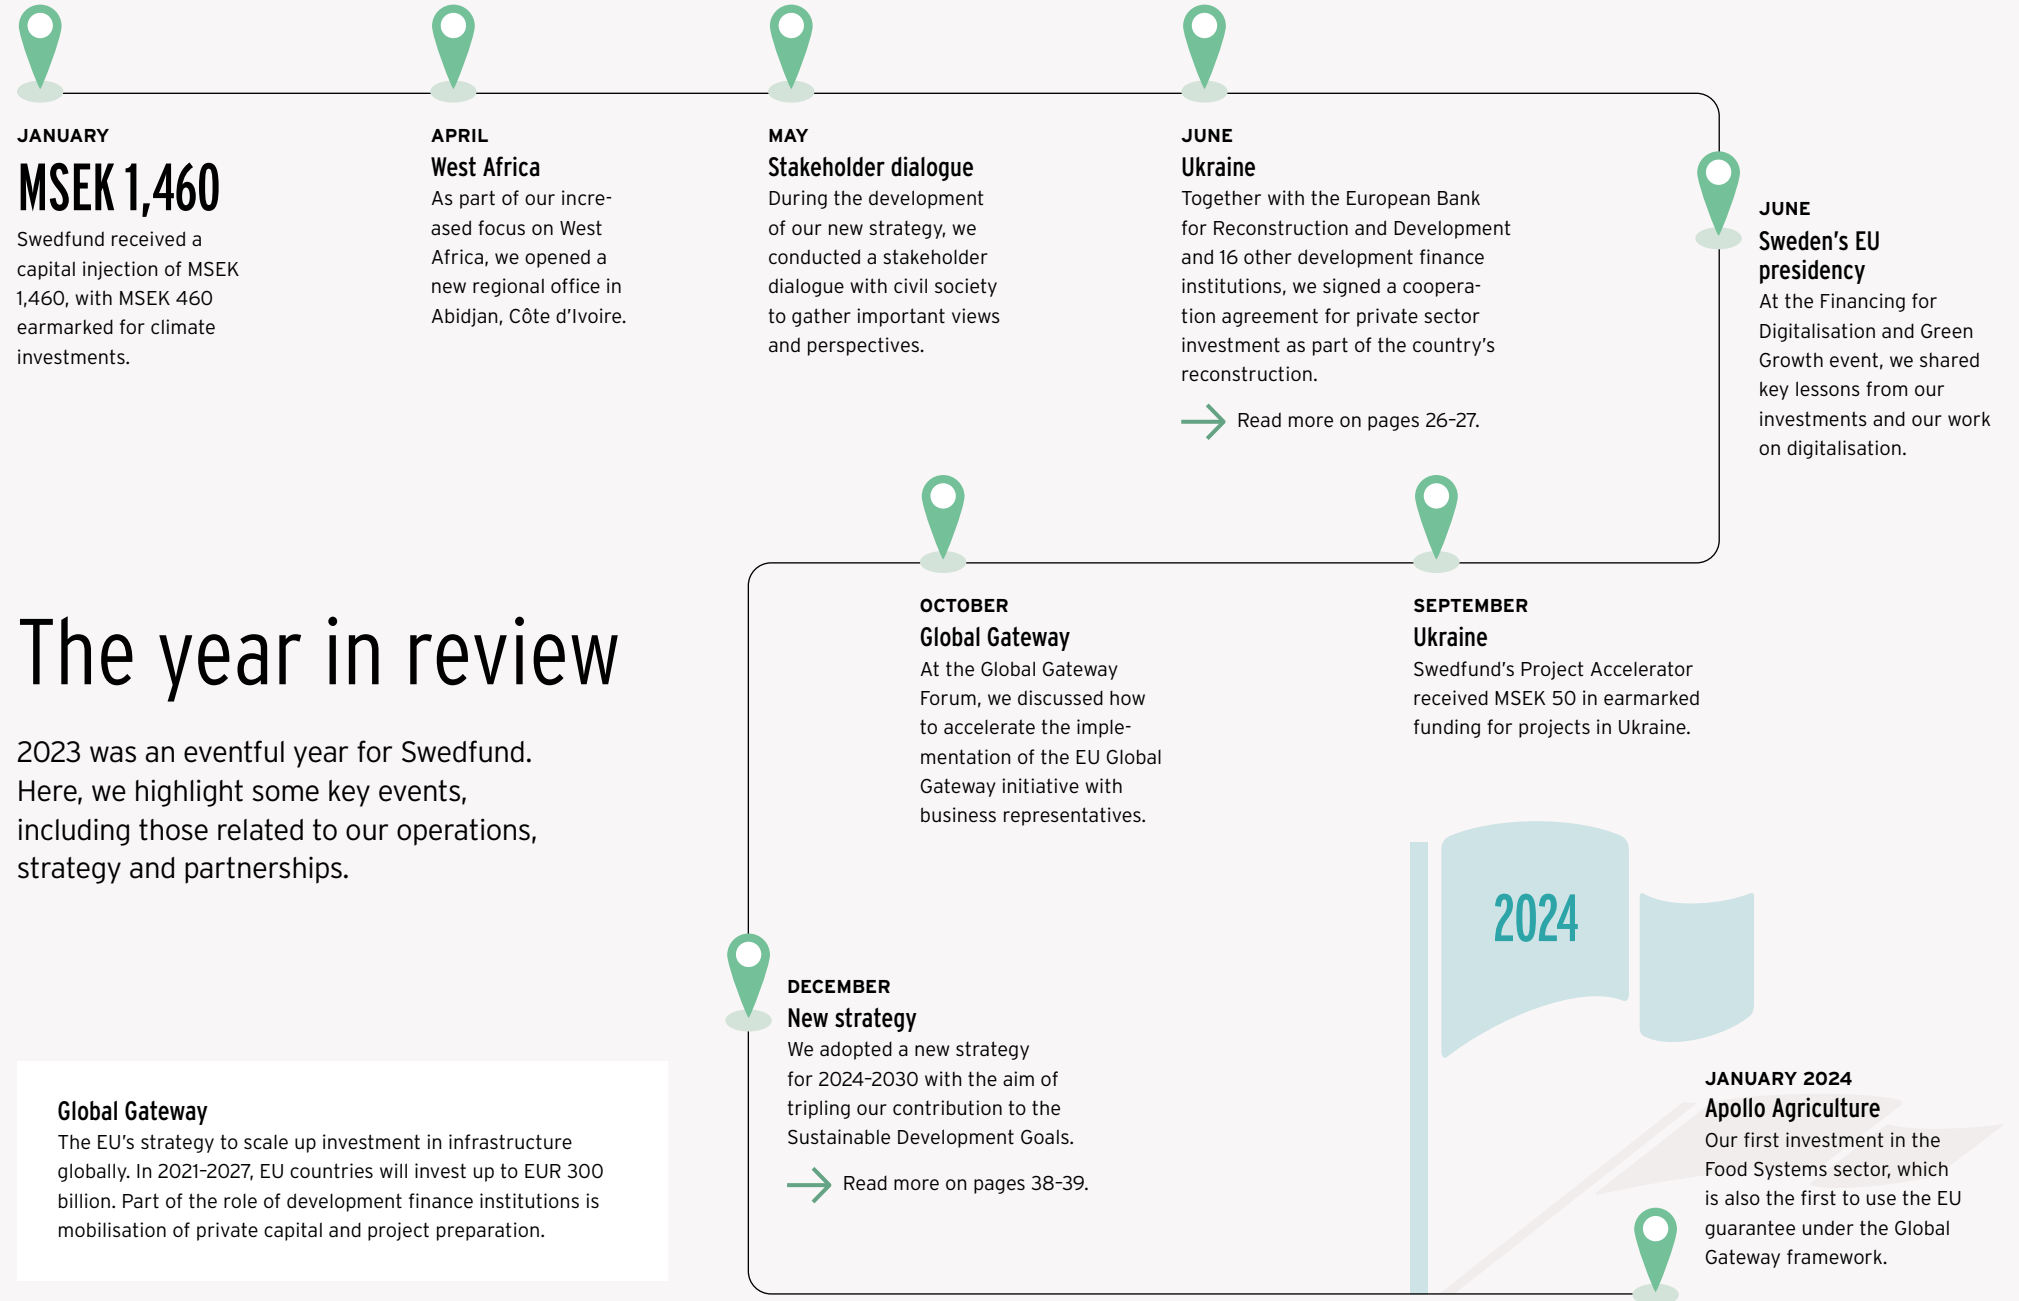 JANUARY
MSEK 1,460
Swedfund received a
capital injection of MSEK
1,460, with MSEK 460
earmarked for climate
investments.
APRIL
West Africa
As part of our incre-
ased focus on West
Africa, we opened a
new regional office in
Abidjan, Côte d’Ivoire.
MAY
Stakeholder dialogue
During the development
of our new strategy, we
conducted a stakeholder
dialogue with civil society
to gather important views
and perspectives.
JUNE
Ukraine
Together with the European Bank
for Reconstruction and Development
and 16 other development finance
institutions, we signed a coopera-
tion agreement for private sector
investment as part of the country’s
reconstruction.
Read more on pages 26–27.
JUNE
Sweden’s EU
presidency
At the Financing for
Digitalisation and Green
Growth event, we shared
key lessons from our
investments and our work
on digitalisation.
SEPTEMBER
Ukraine
Swedfund’s Project Accelerator
received MSEK 50 in earmarked
funding for projects in Ukraine.
OCTOBER
Global Gateway
At the Global Gateway
Forum, we discussed how
to accelerate the imple-
mentation of the EU Global
Gateway initiative with
business representatives.
The year in review
2023 was an eventful year for Swedfund.
Here, we highlight some key events,
including those related to our operations,
strategy and partnerships.
DECEMBER
New strategy
We adopted a new strategy
for 2024–2030 with the aim of
tripling our contribution to the
Sustainable Development Goals.
Read more on pages 38–39.
2024
JANUARY 2024
Apollo Agriculture
Our first investment in the
Food Systems sector, which
is also the first to use the EU
guarantee under the Global
Gateway framework.
Global Gateway
The EU’s strategy to scale up investment in infrastructure
globally. In 2021–2027, EU countries will invest up to EUR 300
billion. Part of the role of development finance institutions is
mobilisation of private capital and project preparation.